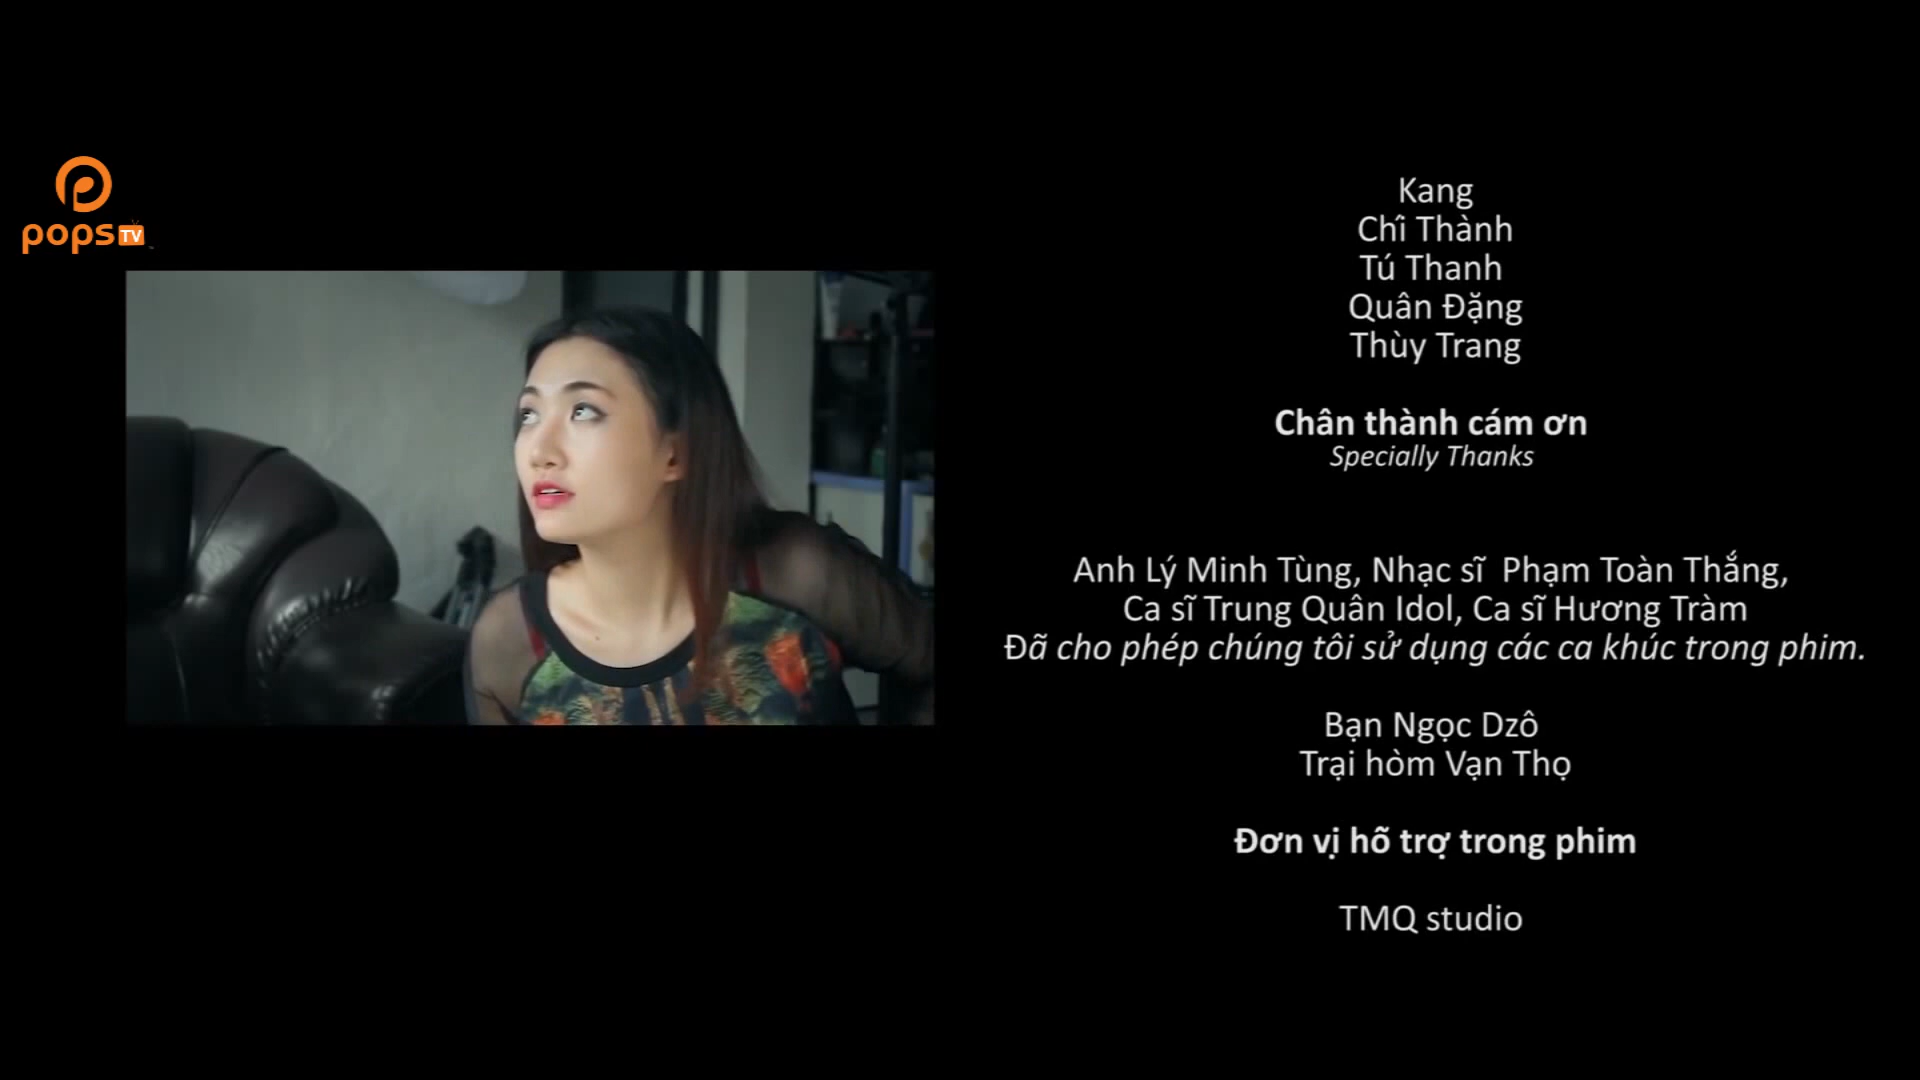 pops TV
Kang
Chí Thành
Tú Thanh
Quân Đặng
Thùy Trang
Chân thành cám ơn
Specially Thanks
Anh Lý Minh Tùng, Nhạc sĩ Phạm Toàn Thắng,
Ca sĩ Trung Quân Idol, Ca sĩ Hương Tràm
Đã cho phép chúng tôi sử dụng các ca khúc trong phim.
Bạn Ngọc Dzô
Trại hòm Vạn Thọ
Đơn vị hỗ trợ trong phim
TMQ studio